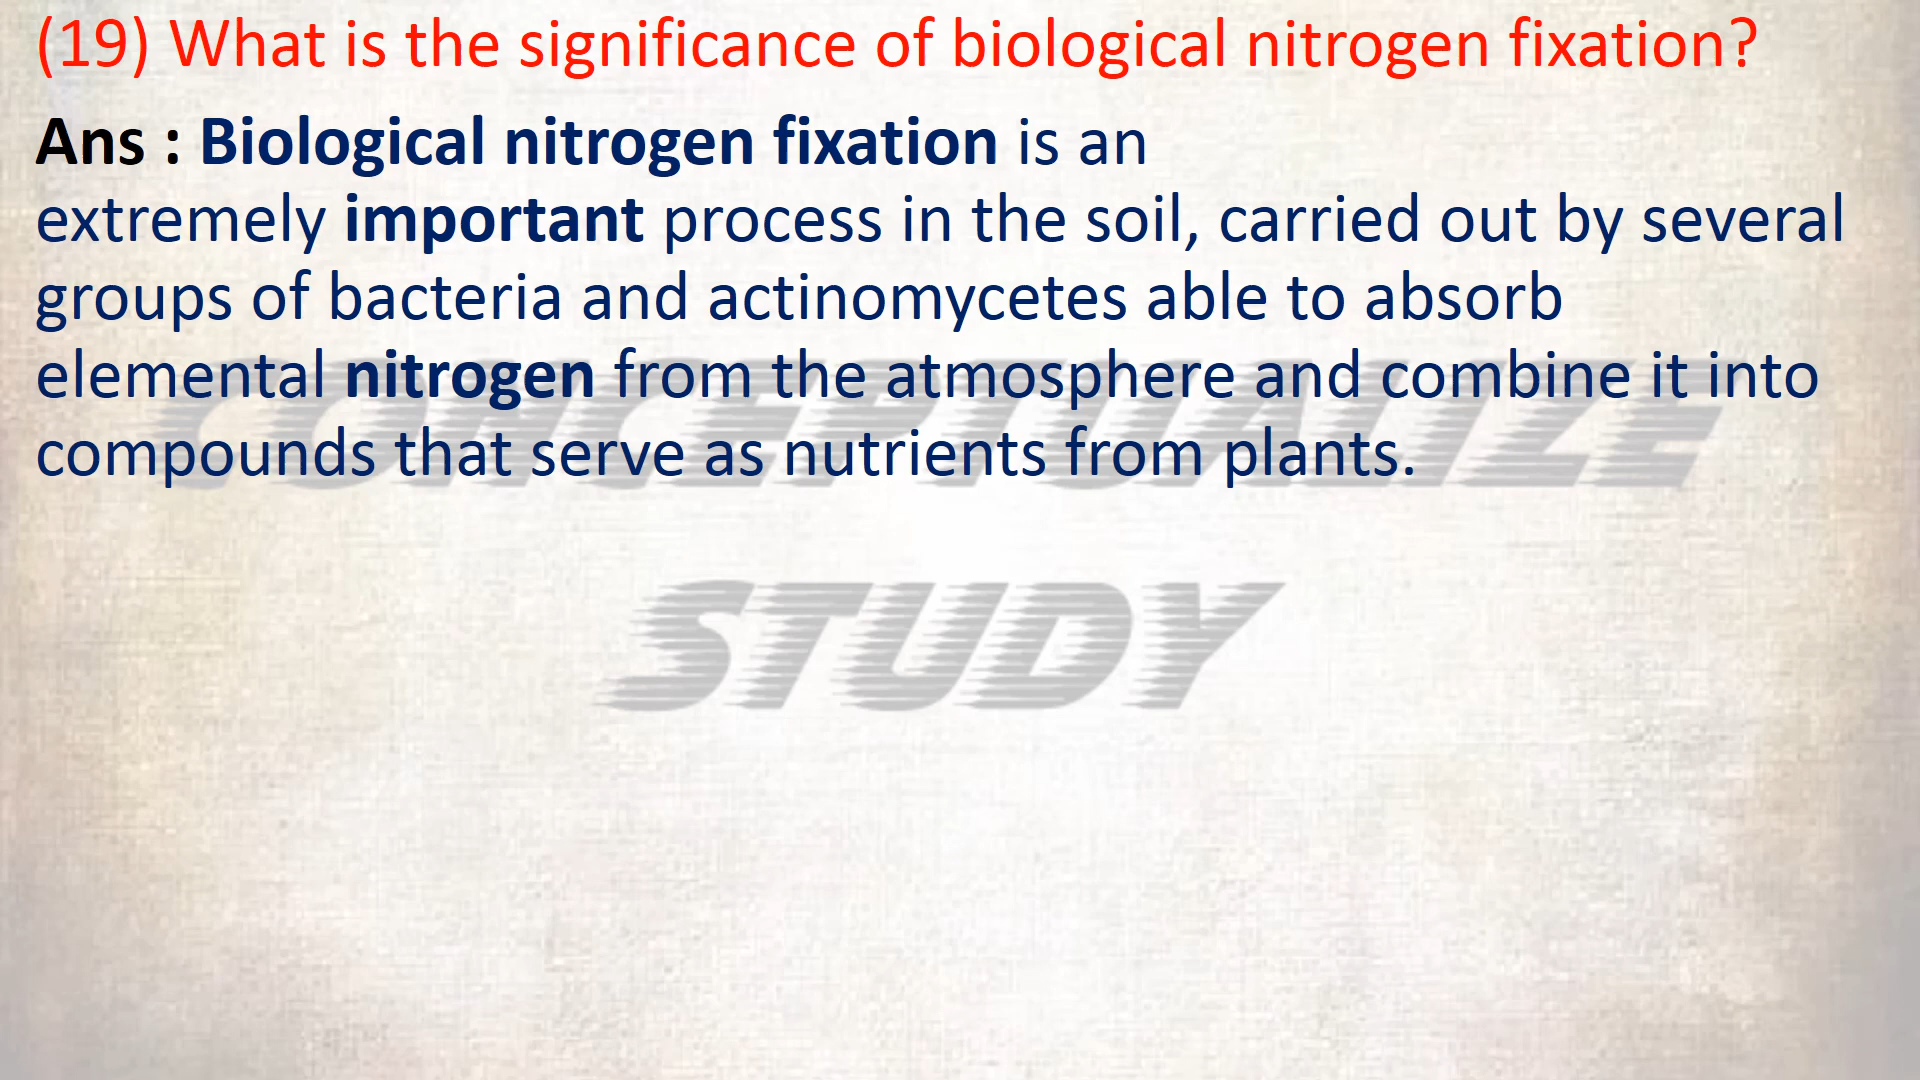 (19) What is the significance of biological nitrogen fixation?
Ans : Biological nitrogen fixation is an
extremely important process in the soil, carried out by several
groups of bacteria and actinomycetes able to absorb
elemental nitrogen from the atmosphere and combine it into
compounds that serve as nutrients from plants.
CONCEPTUALIZE
STUDY